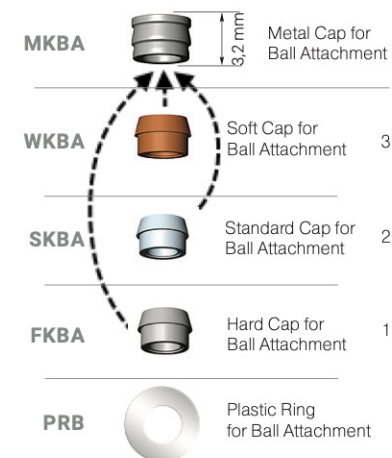 MKBA
3,2 mm
Metal Cap for
Ball Attachment
WKBA
Soft Cap for
Ball Attachment
3
SKBA
Standard Cap for
Ball Attachment
2
FKBA
Hard Cap for
Ball Attachment
1
PRB
Plastic Ring
for Ball Attachment